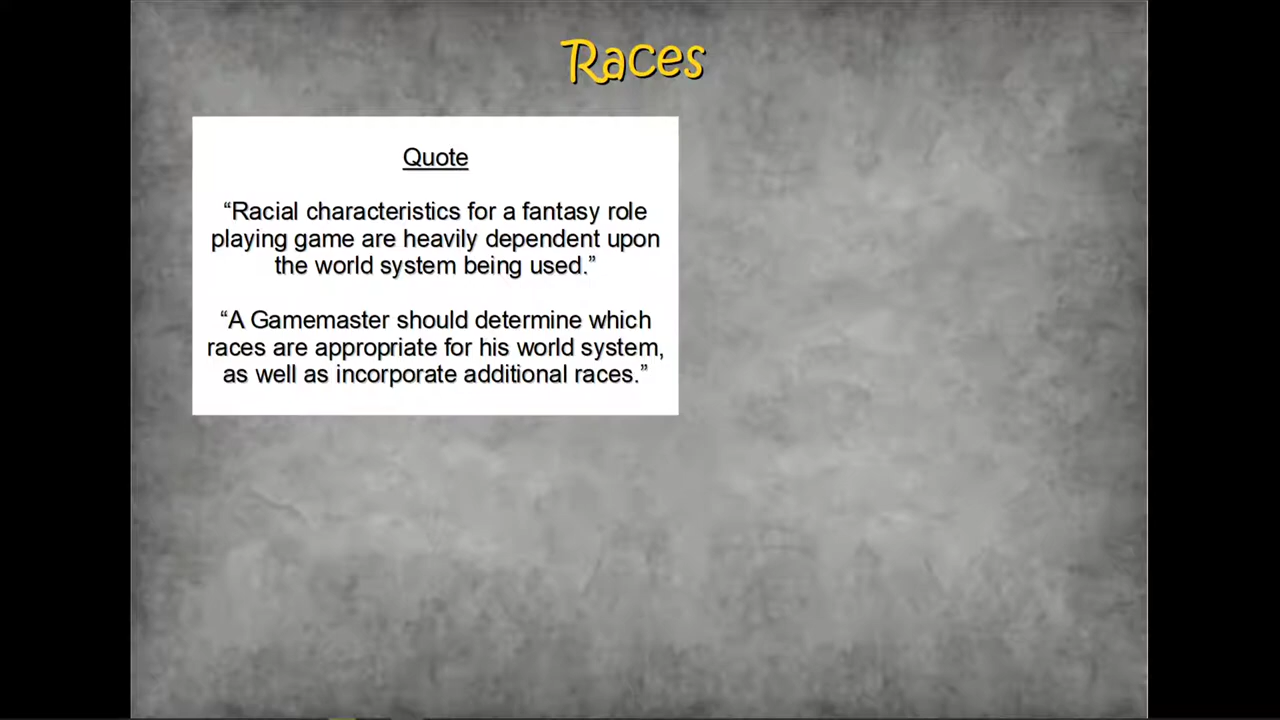 Races
Quote
“Racial characteristics for a fantasy role
playing game are heavily dependent upon
the world system being used.”
“A Gamemaster should determine which
races are appropriate for his world system,
as well as incorporate additional races.”